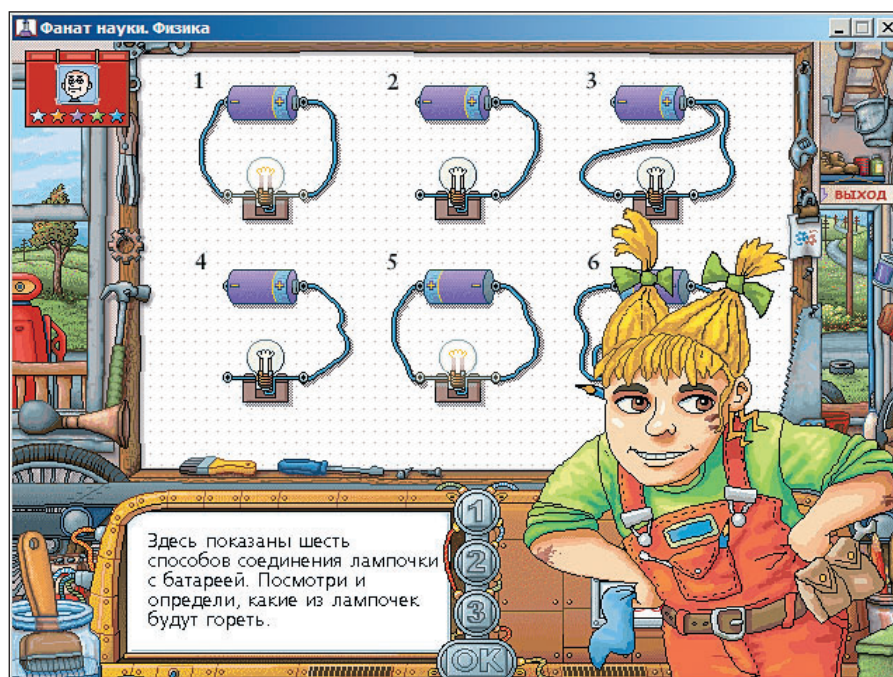 Фанат науки. Физика
1
2
3
ВЫХОД
4
5
6
Здесь показаны шесть
способов соединения лампочки
с батареей. Посмотри и
определи, какие из лампочек
будут гореть.
1
2
3
OK